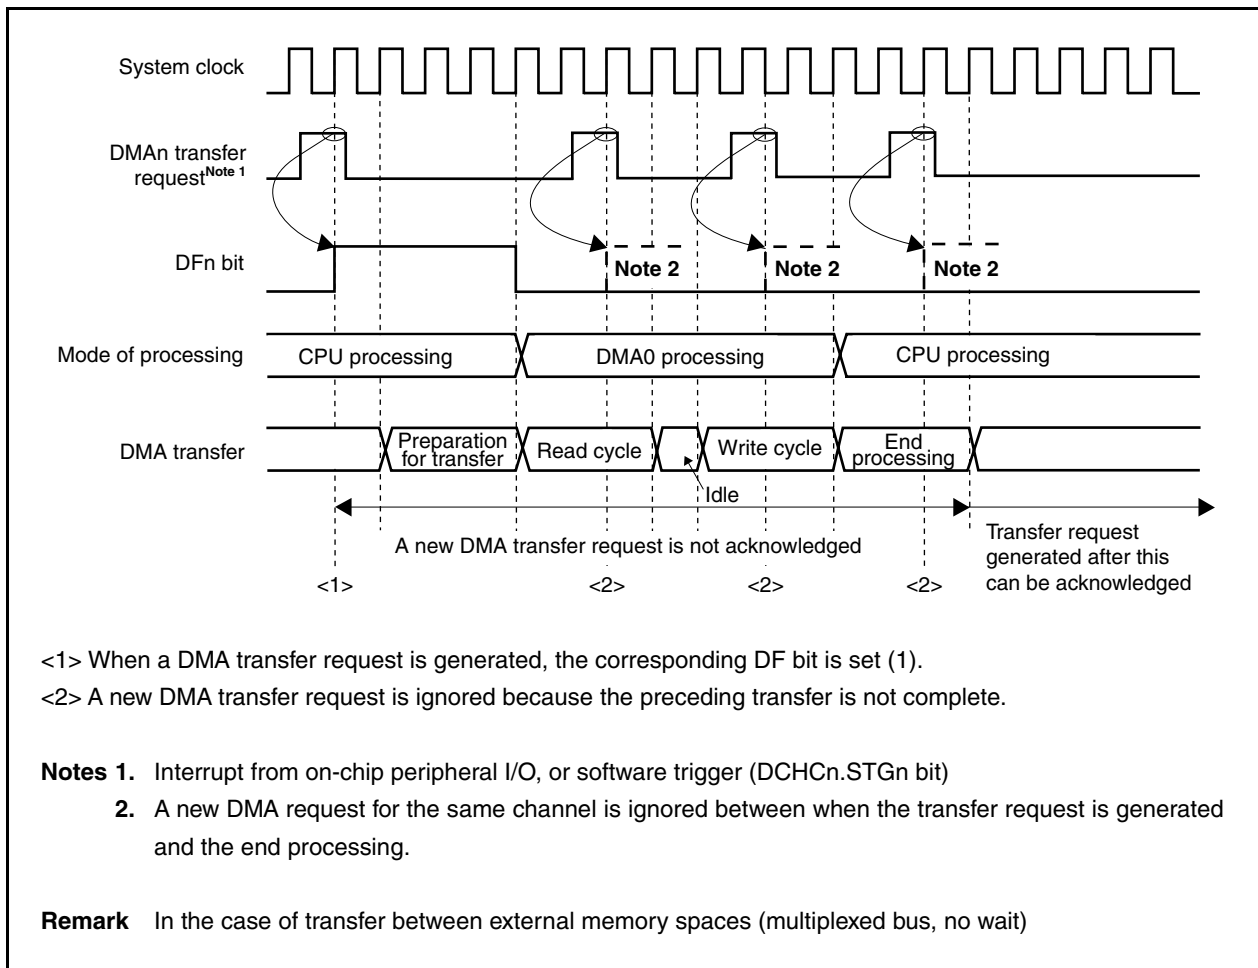 System clock
DMAn transfer
requestNote 1
DFn bit
Note 2
Note 2
Note 2
Mode of processing
CPU processing
DMA0 processing
CPU processing
DMA transfer
Preparation
for transfer
Read cycle
Idle
Write cycle
End
processing
A new DMA transfer request is not acknowledged
Transfer request
generated after this
can be acknowledged
<1>
<2>
<2>
<2>
<1> When a DMA transfer request is generated, the corresponding DF bit is set (1).
<2> A new DMA transfer request is ignored because the preceding transfer is not complete.
Notes 1. Interrupt from on-chip peripheral I/O, or software trigger (DCHCn.STGn bit)
2. A new DMA request for the same channel is ignored between when the transfer request is generated
and the end processing.
Remark In the case of transfer between external memory spaces (multiplexed bus, no wait)